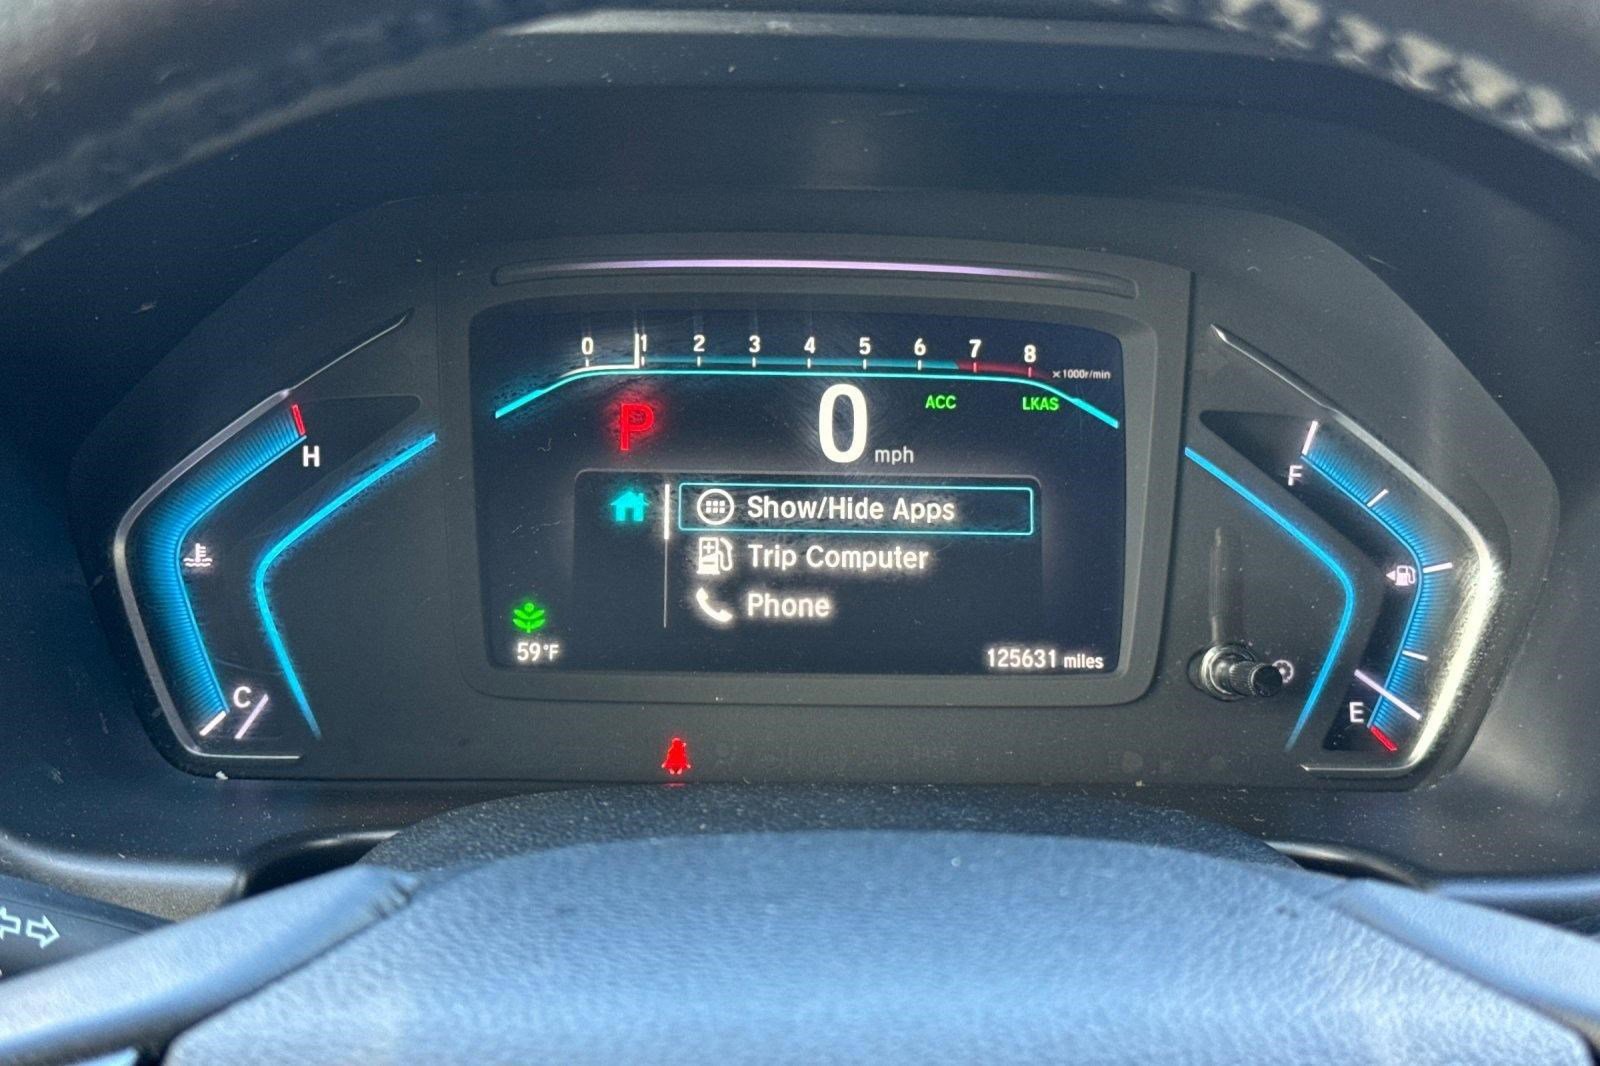 0 1 2 3 4 5 6 7 8
x1000r/min
P
0 mph
ACC
LKAS
H
F
Show/Hide Apps
Trip Computer
Phone
59°F
125631 miles
C
E